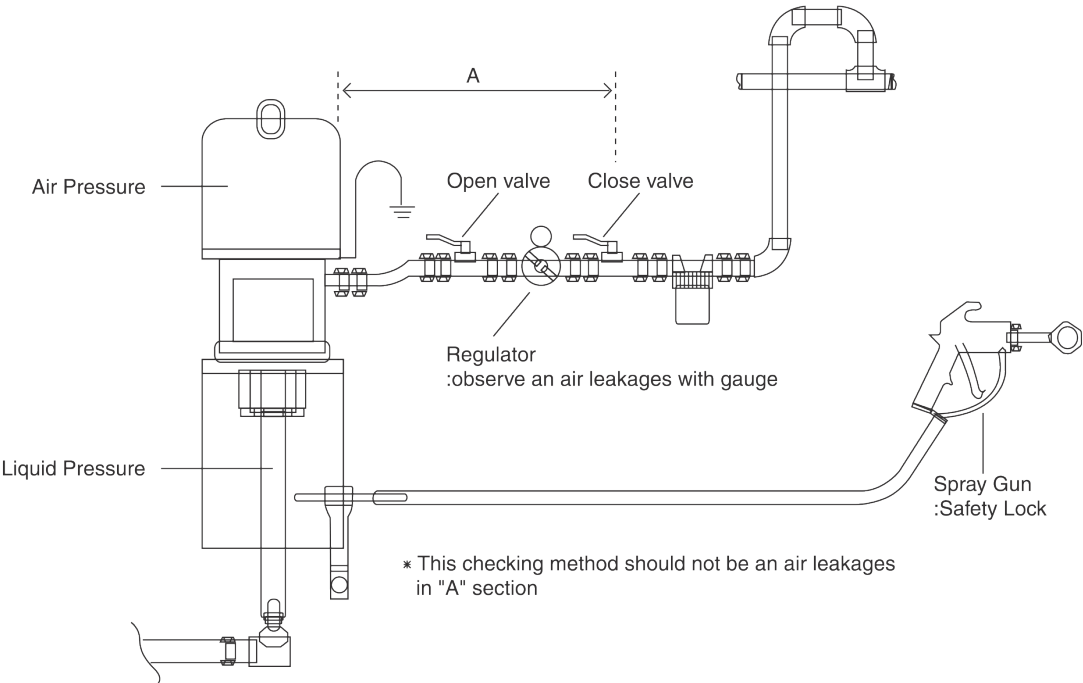 A
Air Pressure
Open valve
Close valve
Regulator
:observe an air leakages with gauge
Liquid Pressure
Spray Gun
:Safety Lock
* This checking method should not be an air leakages
in "A" section